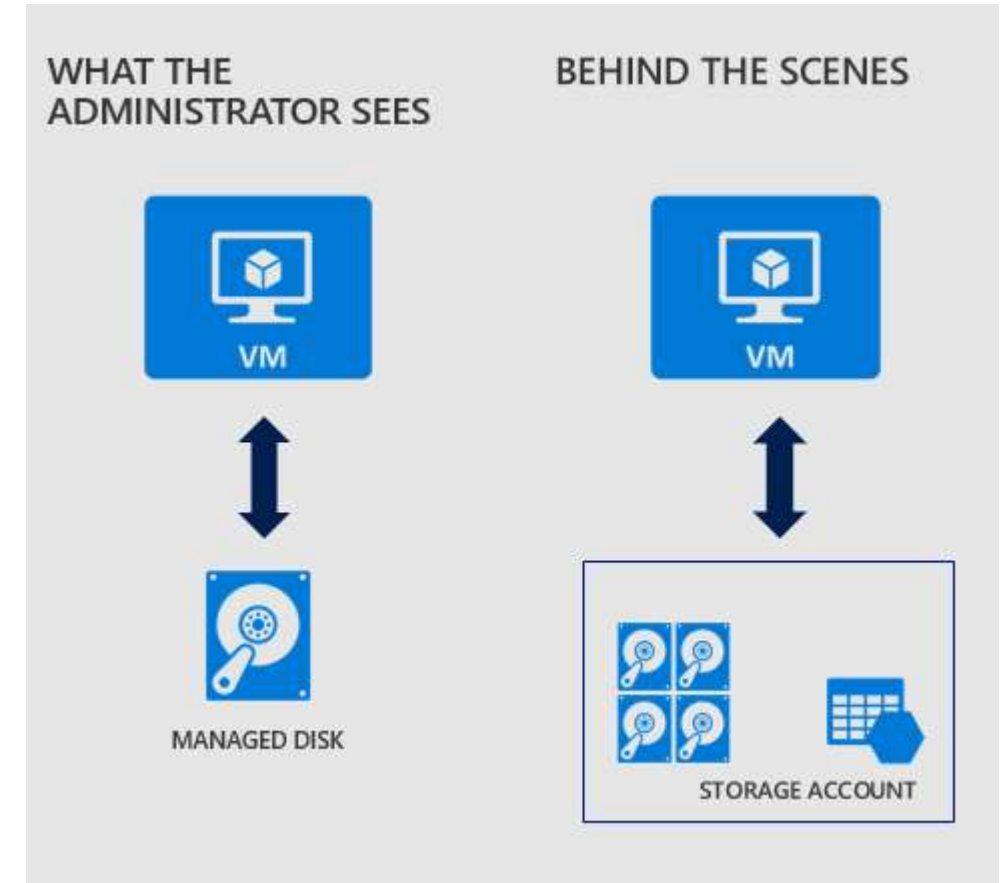 WHAT THE
ADMINISTRATOR SEES
VM
MANAGED DISK
BEHIND THE SCENES
VM
STORAGE ACCOUNT